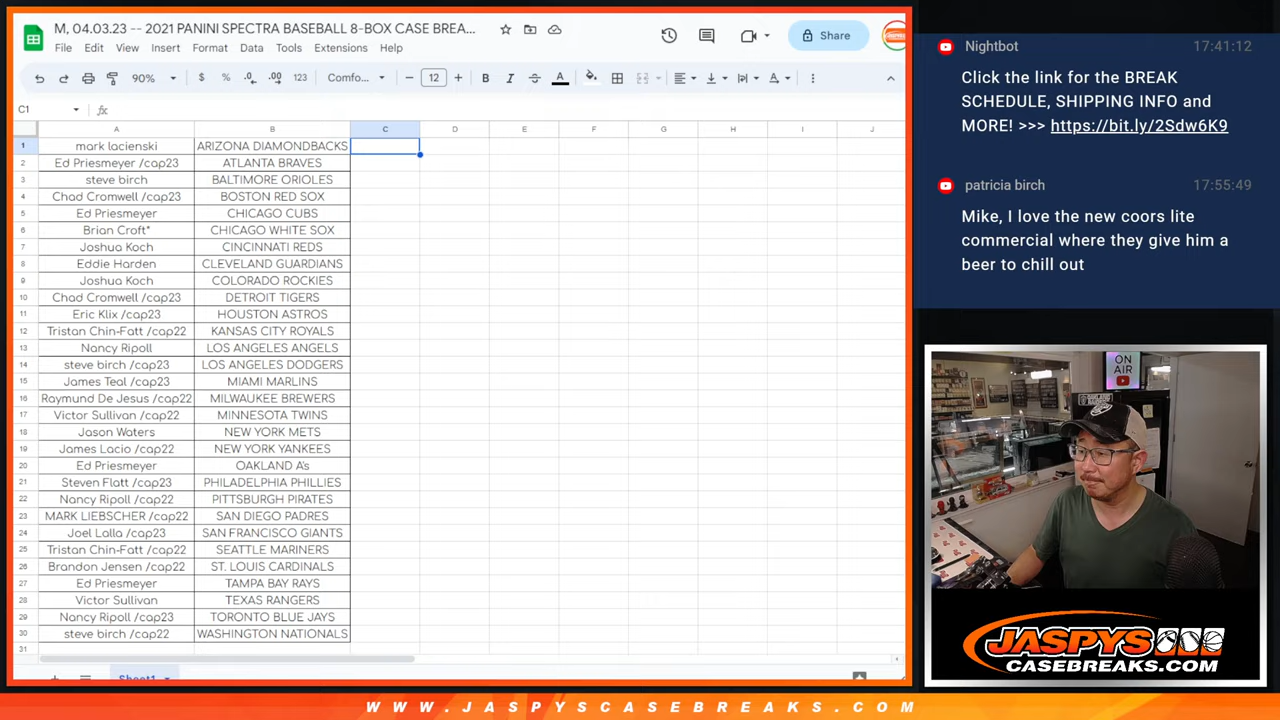 M, 04.03.23 -- 2021 PANINI SPECTRA BASEBALL 8-BOX CASE BREA...
File Edit View Insert Format Data Tools Extensions Help
Share
90% $ % .0 .00 123 Comfo... 12 B I A
C1 fx
A B C D E F G H I J
1 mark lacienski ARIZONA DIAMONDBACKS
2 Ed Priesmeyer /cap23 ATLANTA BRAVES
3 steve birch BALTIMORE ORIOLES
4 Chad Cromwell /cap23 BOSTON RED SOX
5 Ed Priesmeyer CHICAGO CUBS
6 Brian Croft* CHICAGO WHITE SOX
7 Joshua Koch CINCINNATI REDS
8 Eddie Harden CLEVELAND GUARDIANS
9 Joshua Koch COLORADO ROCKIES
10 Chad Cromwell /cap23 DETROIT TIGERS
11 Eric Klix /cap23 HOUSTON ASTROS
12 Tristan Chin-Fatt /cap22 KANSAS CITY ROYALS
13 Nancy Ripoll LOS ANGELES ANGELS
14 steve birch /cap23 LOS ANGELES DODGERS
15 James Teal /cap23 MIAMI MARLINS
16 Raymund De Jesus /cap22 MILWAUKEE BREWERS
17 Victor Sullivan /cap22 MINNESOTA TWINS
18 Jason Waters NEW YORK METS
19 James Lacio /cap22 NEW YORK YANKEES
20 Ed Priesmeyer OAKLAND A's
21 Steven Flatt /cap23 PHILADELPHIA PHILLIES
22 Nancy Ripoll /cap22 PITTSBURGH PIRATES
23 MARK LIEBSCHER /cap22 SAN DIEGO PADRES
24 Joel Lalla /cap23 SAN FRANCISCO GIANTS
25 Tristan Chin-Fatt /cap22 SEATTLE MARINERS
26 Brandon Jensen /cap22 ST. LOUIS CARDINALS
27 Ed Priesmeyer TAMPA BAY RAYS
28 Victor Sullivan TEXAS RANGERS
29 Nancy Ripoll /cap23 TORONTO BLUE JAYS
30 steve birch /cap22 WASHINGTON NATIONALS
31
Sheet1
Nightbot 17:41:12
Click the link for the BREAK
SCHEDULE, SHIPPING INFO and
MORE! >>> https://bit.ly/2Sdw6K9
patricia birch 17:55:49
Mike, I love the new coors lite
commercial where they give him a
beer to chill out
ON
AIR
JASPYS
CASEBREAKS.COM
WWW.JASPYSCASEBREAKS.COM